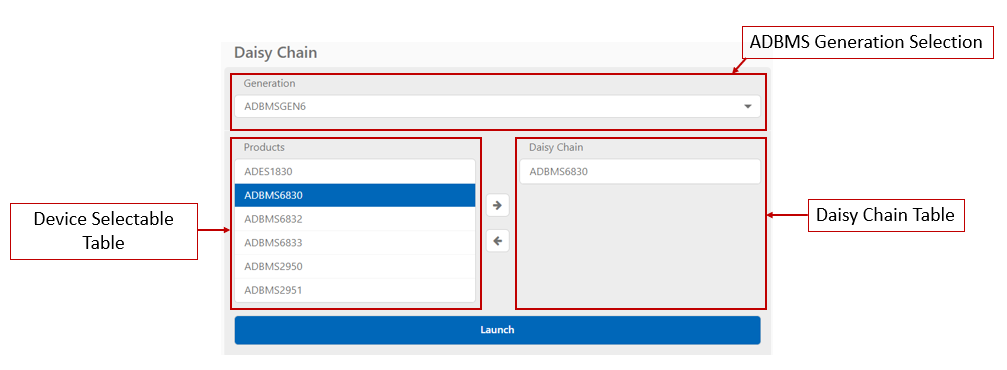 ADBMS Generation Selection
Daisy Chain
Generation
ADBMSGEN6
Products
ADES1830
ADBMS6830
ADBMS6832
ADBMS6833
ADBMS2950
ADBMS2951
Daisy Chain
ADBMS6830
Device Selectable
Table
Daisy Chain Table
Launch